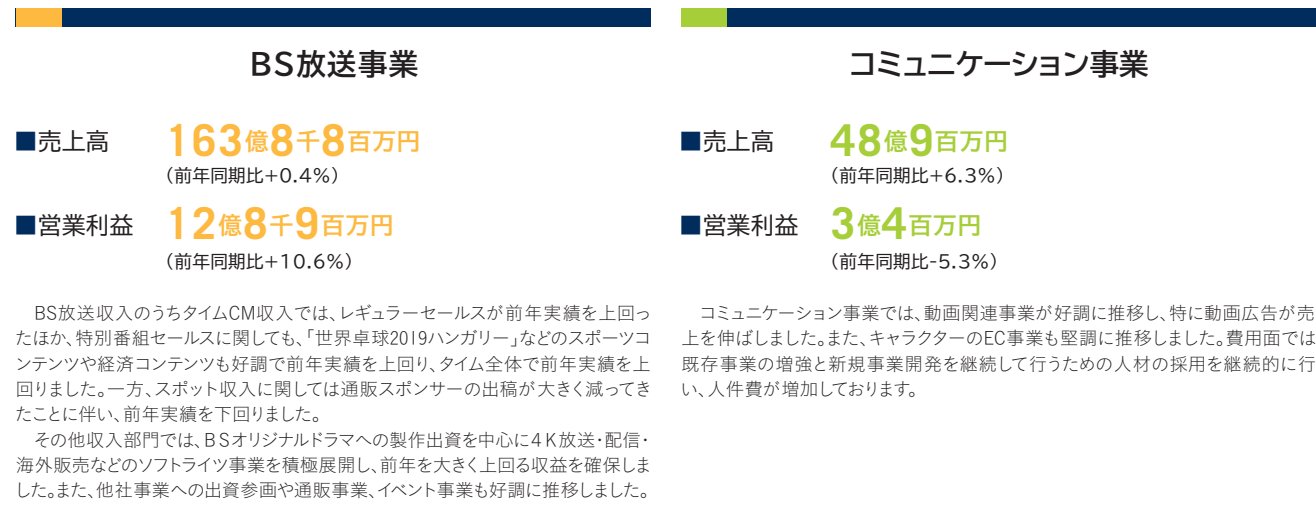 BS放送事業
■売上高 163億8千8百万円
(前年同期比+0.4%)
■営業利益 12億8千9百万円
(前年同期比+10.6%)
BS放送収入のうちタイムCM収入では、レギュラーセールスが前年実績を上回っ
たほか、特別番組セールスに関しても、「世界卓球2019ハンガリー」などのスポーツコ
ンテンツや経済コンテンツも好調で前年実績を上回り、タイム全体で前年実績を上
回りました。一方、スポット収入に関しては通販スポンサーの出稿が大きく減ってき
たことに伴い、前年実績を下回りました。
その他収入部門では、BSオリジナルドラマへの製作出資を中心に4K放送・配信・
海外販売などのソフトライツ事業を積極展開し、前年を大きく上回る収益を確保しま
した。また、他社事業への出資参画や通販事業、イベント事業も好調に推移しました。
コミュニケーション事業
■売上高 48億9百万円
(前年同期比+6.3%)
■営業利益 3億4百万円
(前年同期比-5.3%)
コミュニケーション事業では、動画関連事業が好調に推移し、特に動画広告が売
上を伸ばしました。また、キャラクターのEC事業も堅調に推移しました。費用面では
既存事業の増強と新規事業開発を継続して行うための人材の採用を継続的に行
い、人件費が増加しております。